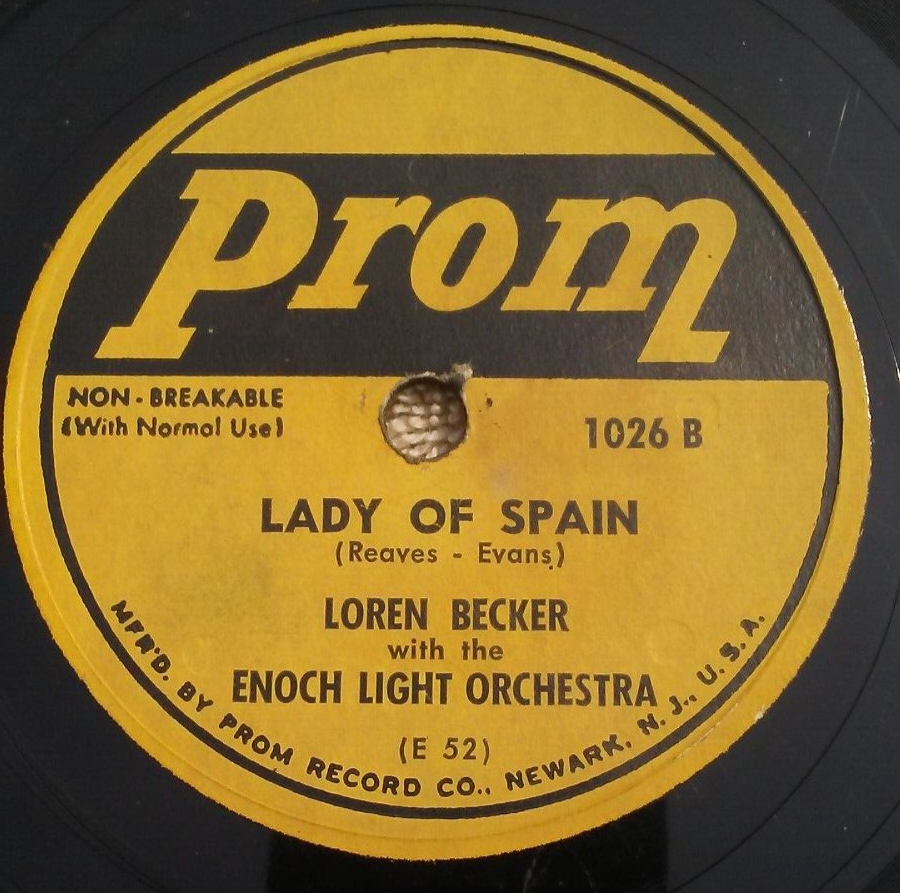 Prom
NON-BREAKABLE
(With Normal Use)
1026 B
LADY OF SPAIN
(Reaves - Evans)
LOREN BECKER
with the
ENOCH LIGHT ORCHESTRA
(E 52)
MFR'D. BY PROM RECORD CO., NEWARK, N. J., U. S. A.